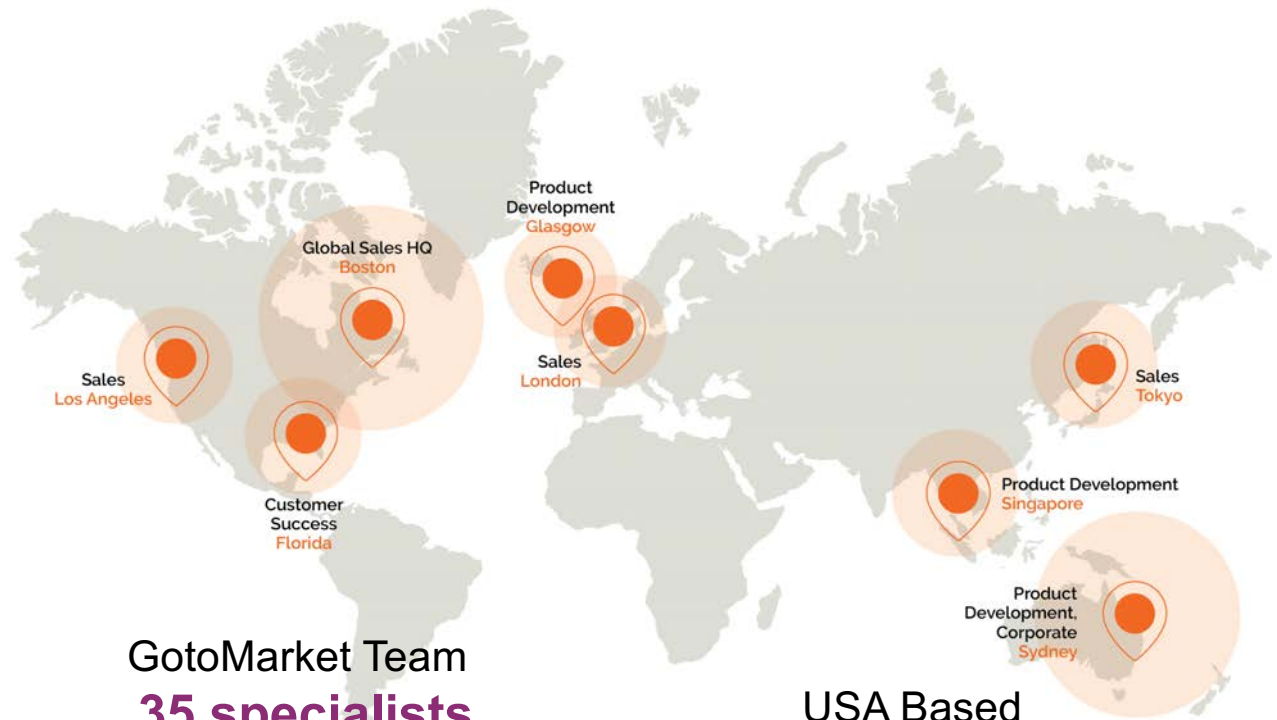 Product
Development
Glasgow
Global Sales HQ
Boston
Sales
Los Angeles
Sales
London
Sales
Tokyo
Customer
Success
Florida
Product Development
Singapore
Product
Development,
Corporate
Sydney
GotoMarket Team
35 specialists
USA Based